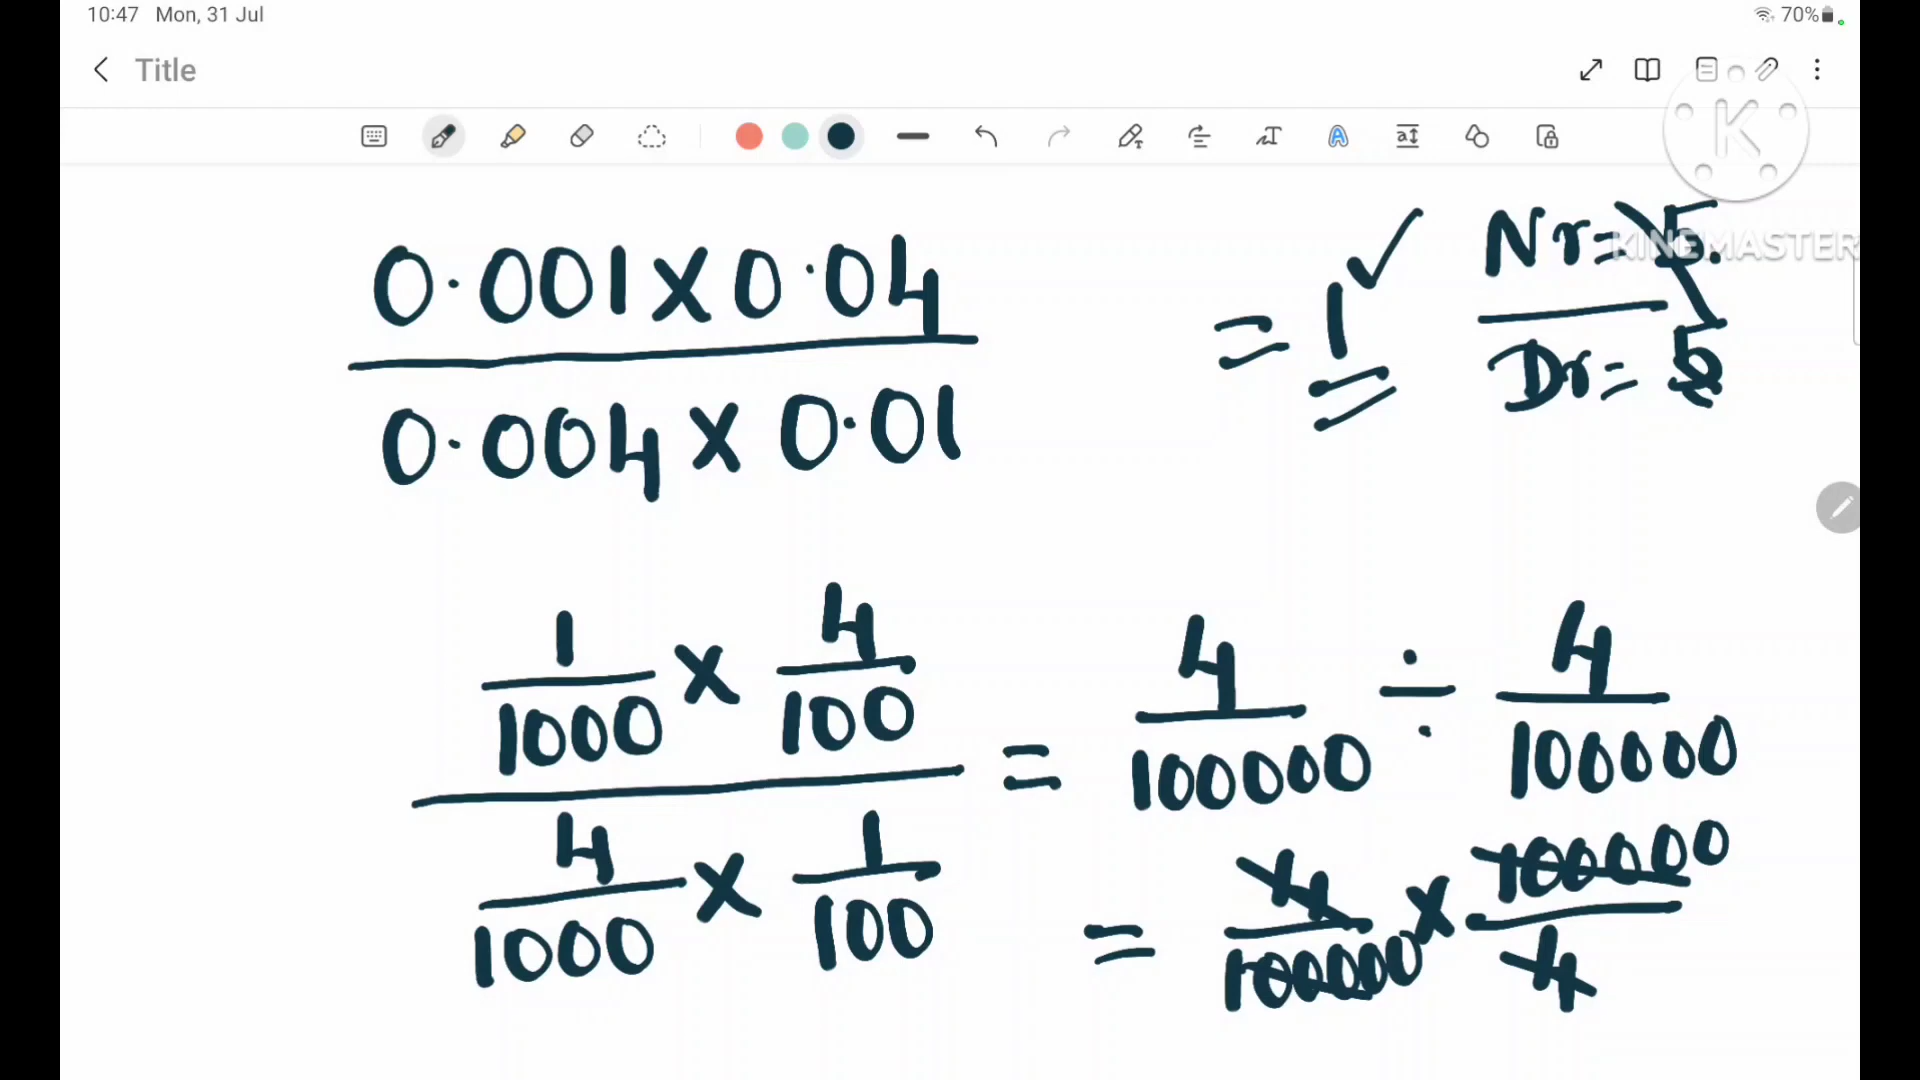 10:47 Mon, 31 Jul 70%
Title
K
KINEMASTER
0.001 x 0.04
0.004 x 0.01
= 1 ✓
Nr = 5.
Dr = 5
1/1000 x 4/100
4/1000 x 1/100
= 4/100000 ÷ 4/100000
= 4/100000 x 100000/4